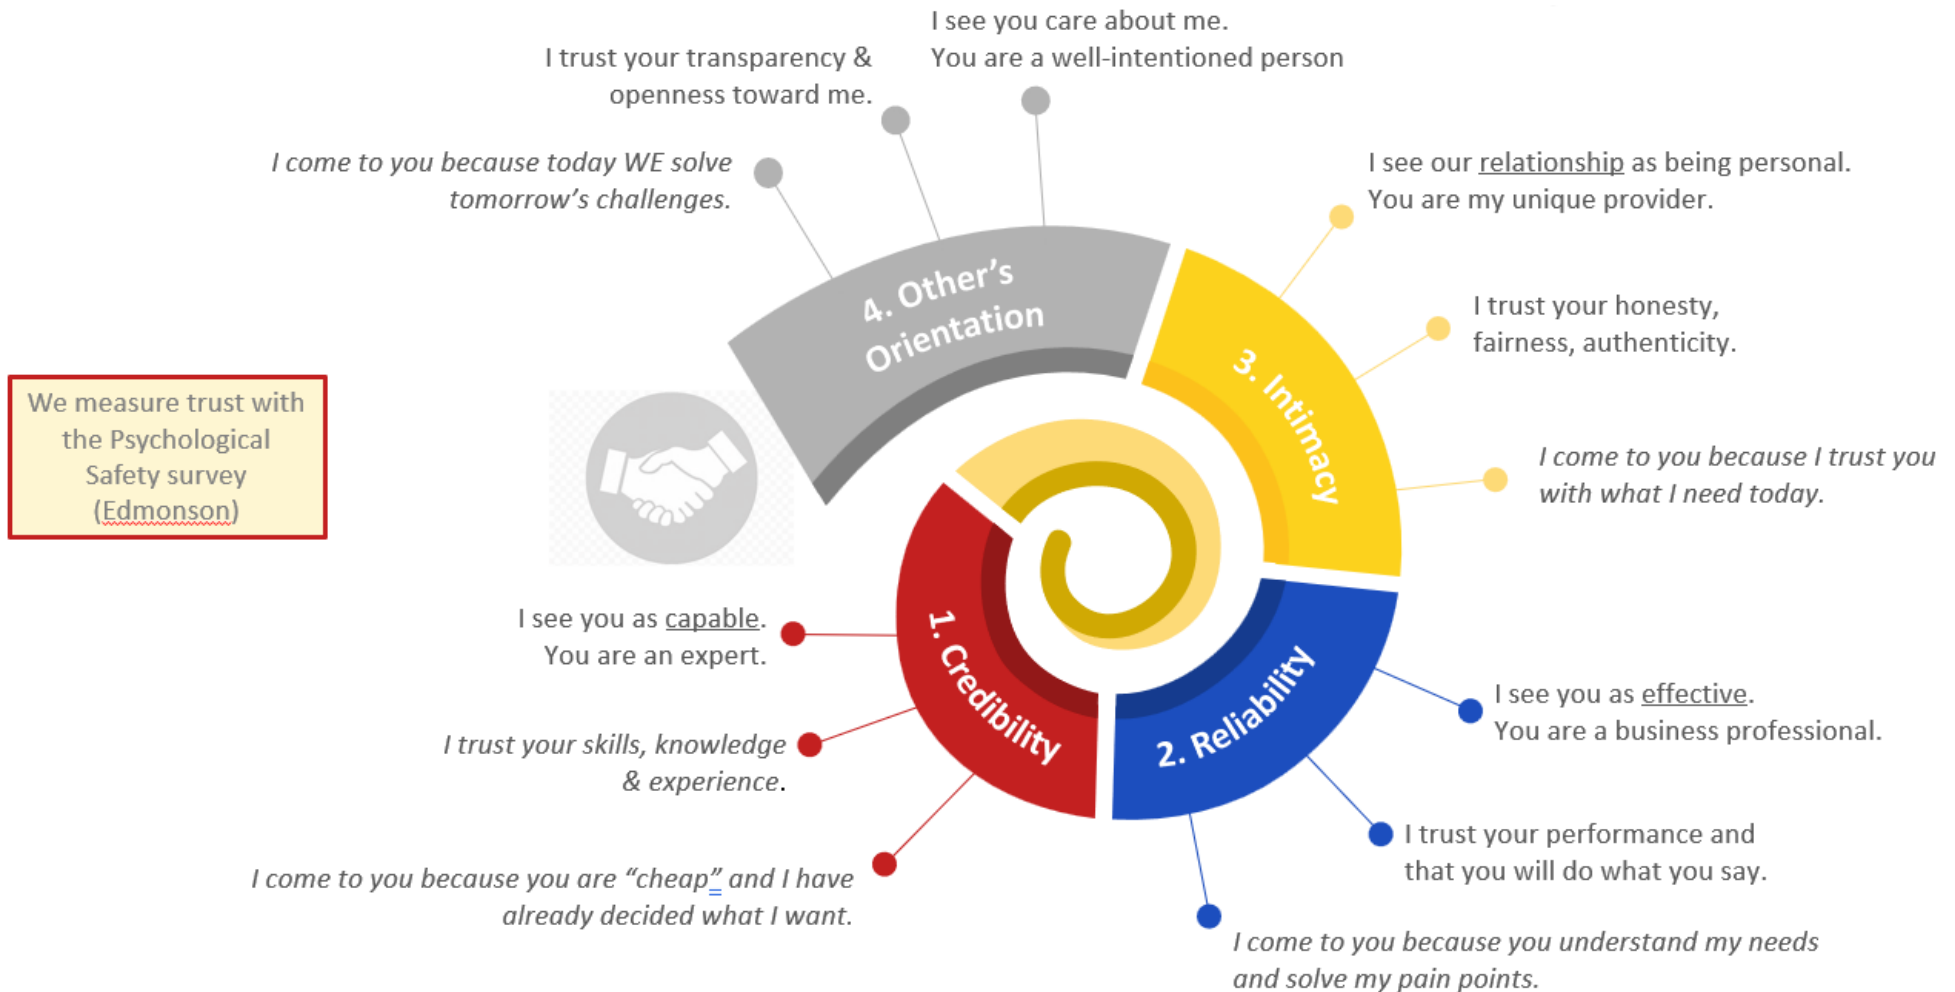 I see you care about me.
You are a well-intentioned person
I trust your transparency &
openness toward me.
I come to you because today WE solve
tomorrow’s challenges.
I see our relationship as being personal.
You are my unique provider.
4. Other’s
Orientation
3. Intimacy
I trust your honesty,
fairness, authenticity.
We measure trust with
the Psychological
Safety survey
(Edmonson)
I come to you because I trust you
with what I need today.
I see you as capable.
You are an expert.
1. Credibility
2. Reliability
I see you as effective.
You are a business professional.
I trust your skills, knowledge
& experience.
I trust your performance and
that you will do what you say.
I come to you because you are “cheap” and I have
already decided what I want.
I come to you because you understand my needs
and solve my pain points.